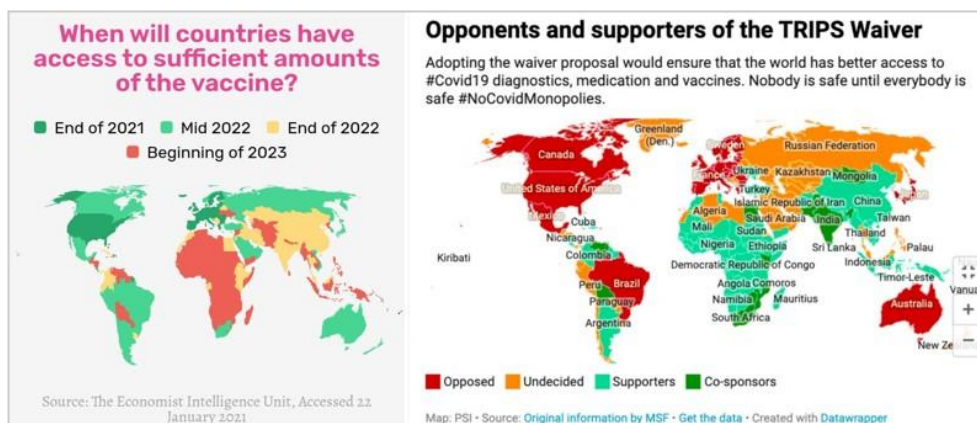 When will countries have
access to sufficient amounts
of the vaccine?
End of 2021 Mid 2022 End of 2022
Beginning of 2023
Source: The Economist Intelligence Unit, Accessed 22
January 2021
Opponents and supporters of the TRIPS Waiver
Adopting the waiver proposal would ensure that the world has better access to
#Covid19 diagnostics, medication and vaccines. Nobody is safe until everybody is
safe #NoCovidMonopolies.
Greenland
(Den.)
Sweden
Russian Federation
Canada
Ukraine
Kazakhstan
France
Mongolia
United States of America
Turkey
Japan
Islamic Republic of Iran
China
Mexico
Cuba
Algeria
Saudi Arabia
India
Taiwan
Mali
Sudan
Thailand
Nicaragua
Nigeria
Ethiopia
Sri Lanka
Palau
Colombia
Kiribati
Democratic Republic of Congo
Indonesia
Timor-Leste
Peru
Brazil
Angola
Comoros
Vanua
Paraguay
Namibia
Mauritius
Australia
South Africa
Argentina
New Ze
+
−
Opposed Undecided Supporters Co-sponsors
Map: PSI • Source: Original information by MSF • Get the data • Created with Datawrapper